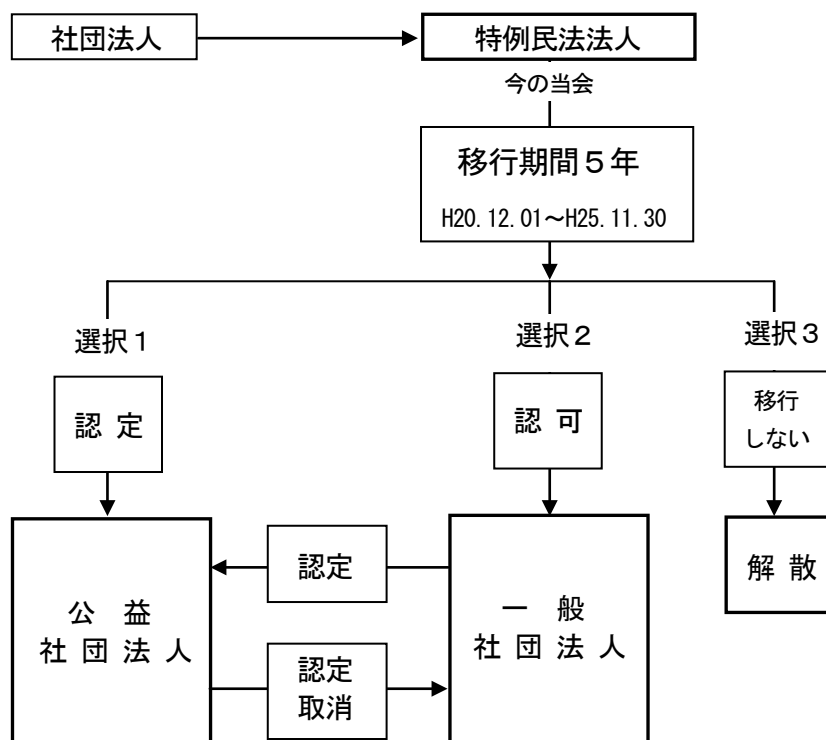 社団法人
特例民法法人
今の当会
移行期間５年
H20.12.01～H25.11.30
選択１
選択２
選択３
認 定
認 可
移行
しない
公　益
社 団 法 人
認定
一　般
社 団 法 人
解 散
認定
取消